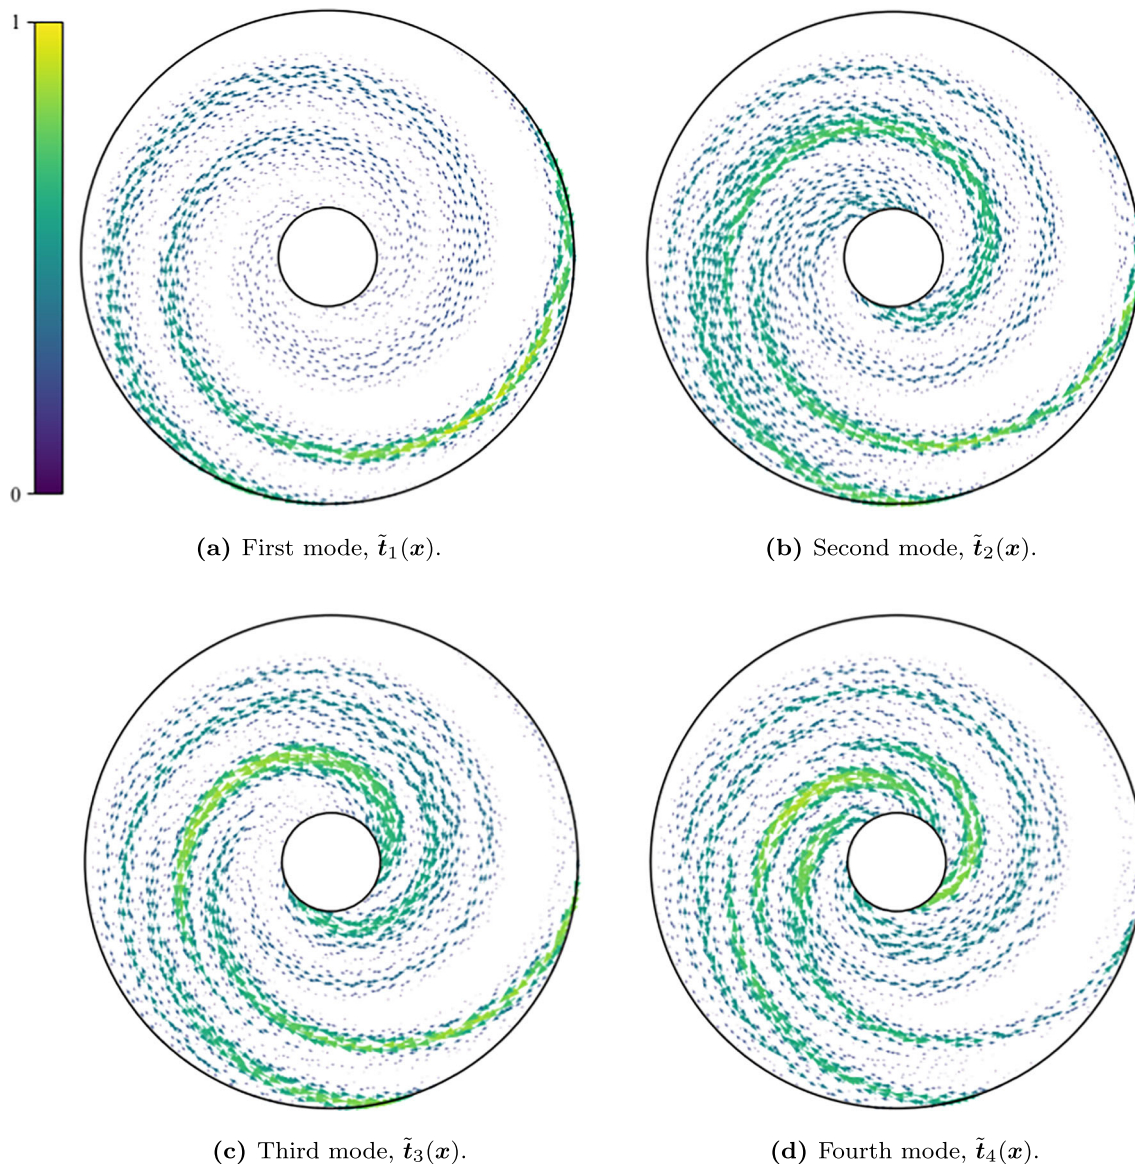 1
0
(a) First mode, t̃₁(x).
(b) Second mode, t̃₂(x).
(c) Third mode, t̃₃(x).
(d) Fourth mode, t̃₄(x).